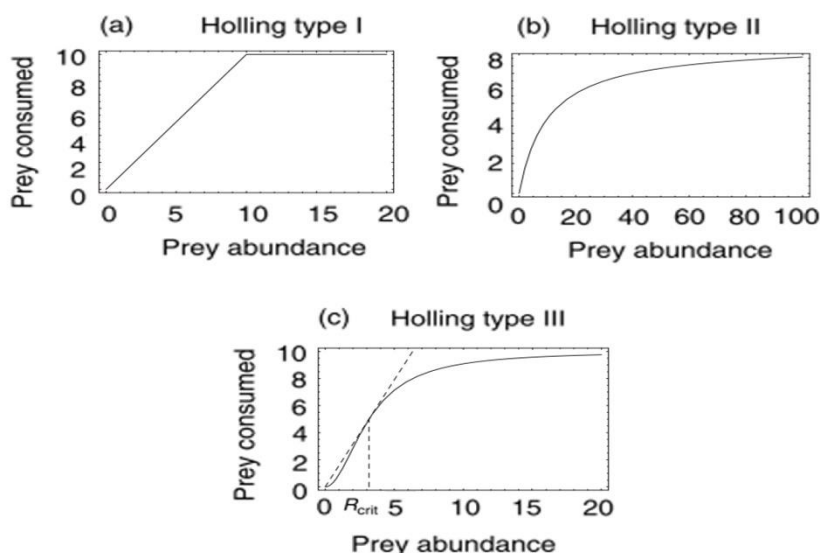 (a) Holling type I
(b) Holling type II
Prey consumed
10
8
6
4
2
0
0 5 10 15 20
Prey abundance
Prey consumed
8
6
4
2
0
0 20 40 60 80 100
Prey abundance
(c) Holling type III
Prey consumed
10
8
6
4
2
0
0 Rcrit 5 10 15 20
Prey abundance